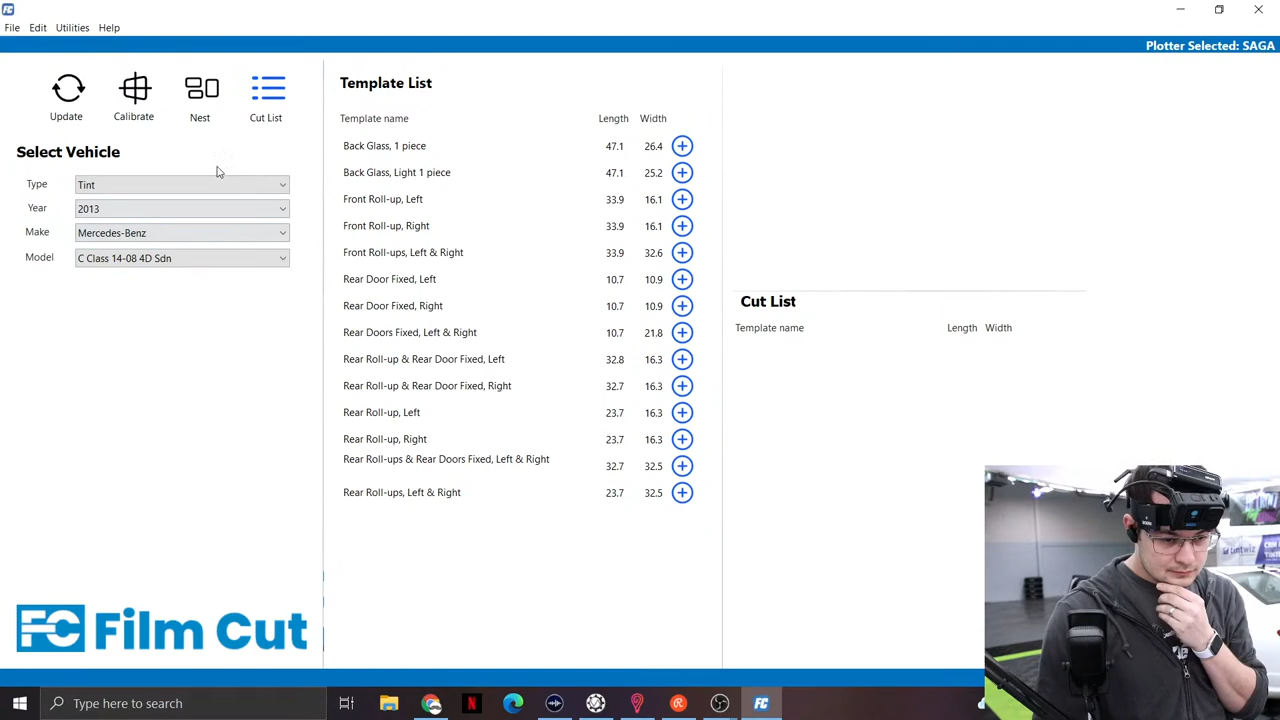 FC
File Edit Utilities Help
Plotter Selected: SAGA
Update Calibrate Nest Cut List
Select Vehicle
Type Tint
Year 2013
Make Mercedes-Benz
Model C Class 14-08 4D Sdn
Template List
Template name Length Width
Back Glass, 1 piece 47.1 26.4
Back Glass, Light 1 piece 47.1 25.2
Front Roll-up, Left 33.9 16.1
Front Roll-up, Right 33.9 16.1
Front Roll-ups, Left & Right 33.9 32.6
Rear Door Fixed, Left 10.7 10.9
Rear Door Fixed, Right 10.7 10.9
Rear Doors Fixed, Left & Right 10.7 21.8
Rear Roll-up & Rear Door Fixed, Left 32.8 16.3
Rear Roll-up & Rear Door Fixed, Right 32.7 16.3
Rear Roll-up, Left 23.7 16.3
Rear Roll-up, Right 23.7 16.3
Rear Roll-ups & Rear Doors Fixed, Left & Right 32.7 32.5
Rear Roll-ups, Left & Right 23.7 32.5
Cut List
Template name Length Width
FC Film Cut
tintwiz
Type here to search
N
R
FC